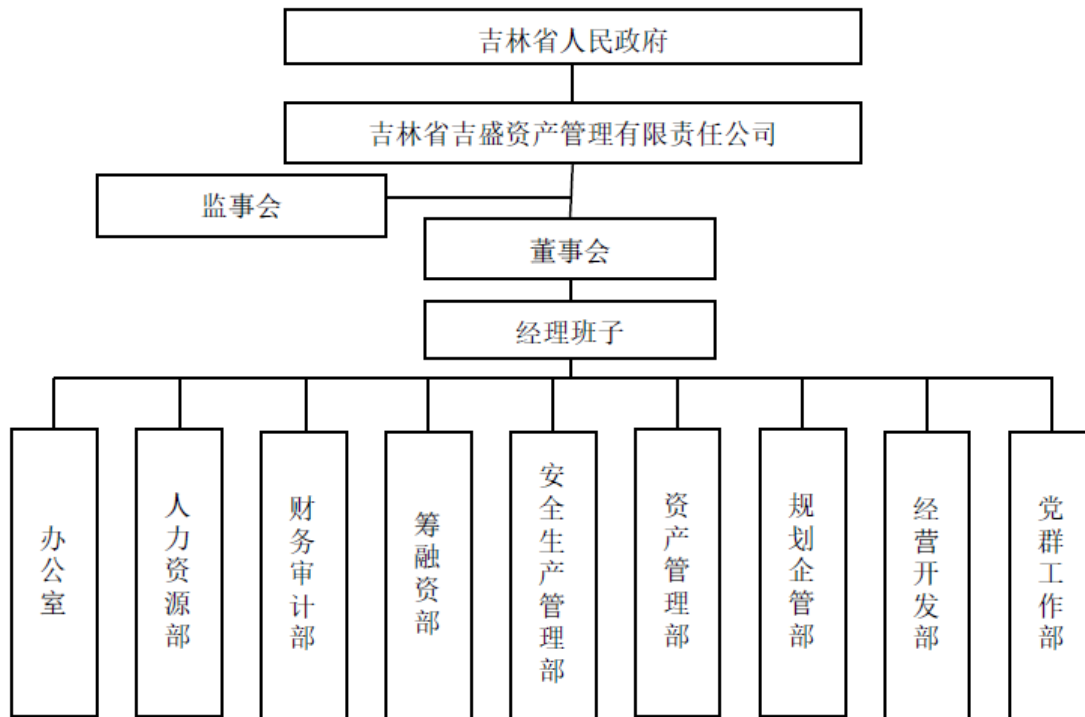 吉林省人民政府
吉林省吉盛资产管理有限责任公司
监事会
董事会
经理班子
办公室
人力资源部
财务审计部
筹融资部
安全生产管理部
资产管理部
规划企管部
经营开发部
党群工作部